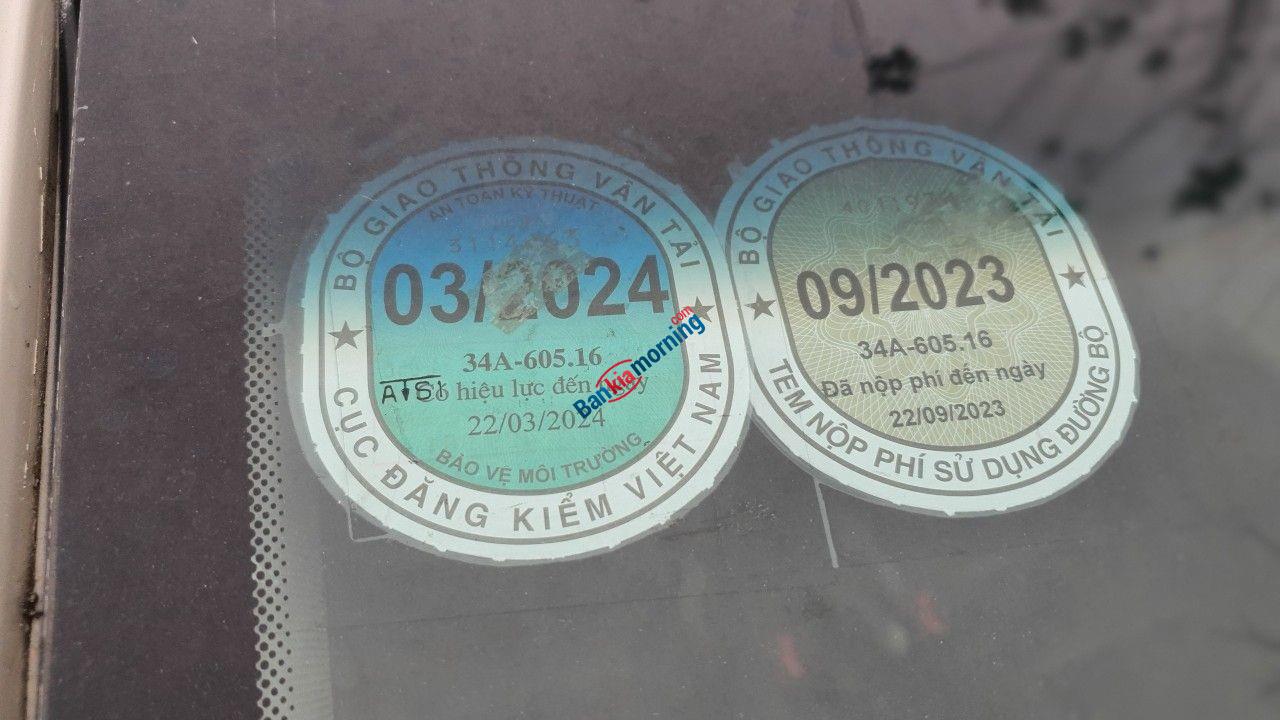 BỘ GIAO THÔNG VẬN TẢI
AN TOÀN KỸ THUẬT
03/2024
34A-605.16
hiệu lực đến
22/03/2024
BẢO VỆ MÔI TRƯỜNG
CỤC ĐĂNG KIỂM VIỆT NAM
Bankiamorning.com
BỘ GIAO THÔNG VẬN TẢI
09/2023
34A-605.16
Đã nộp phí đến ngày
22/09/2023
TEM NỘP PHÍ SỬ DỤNG ĐƯỜNG BỘ